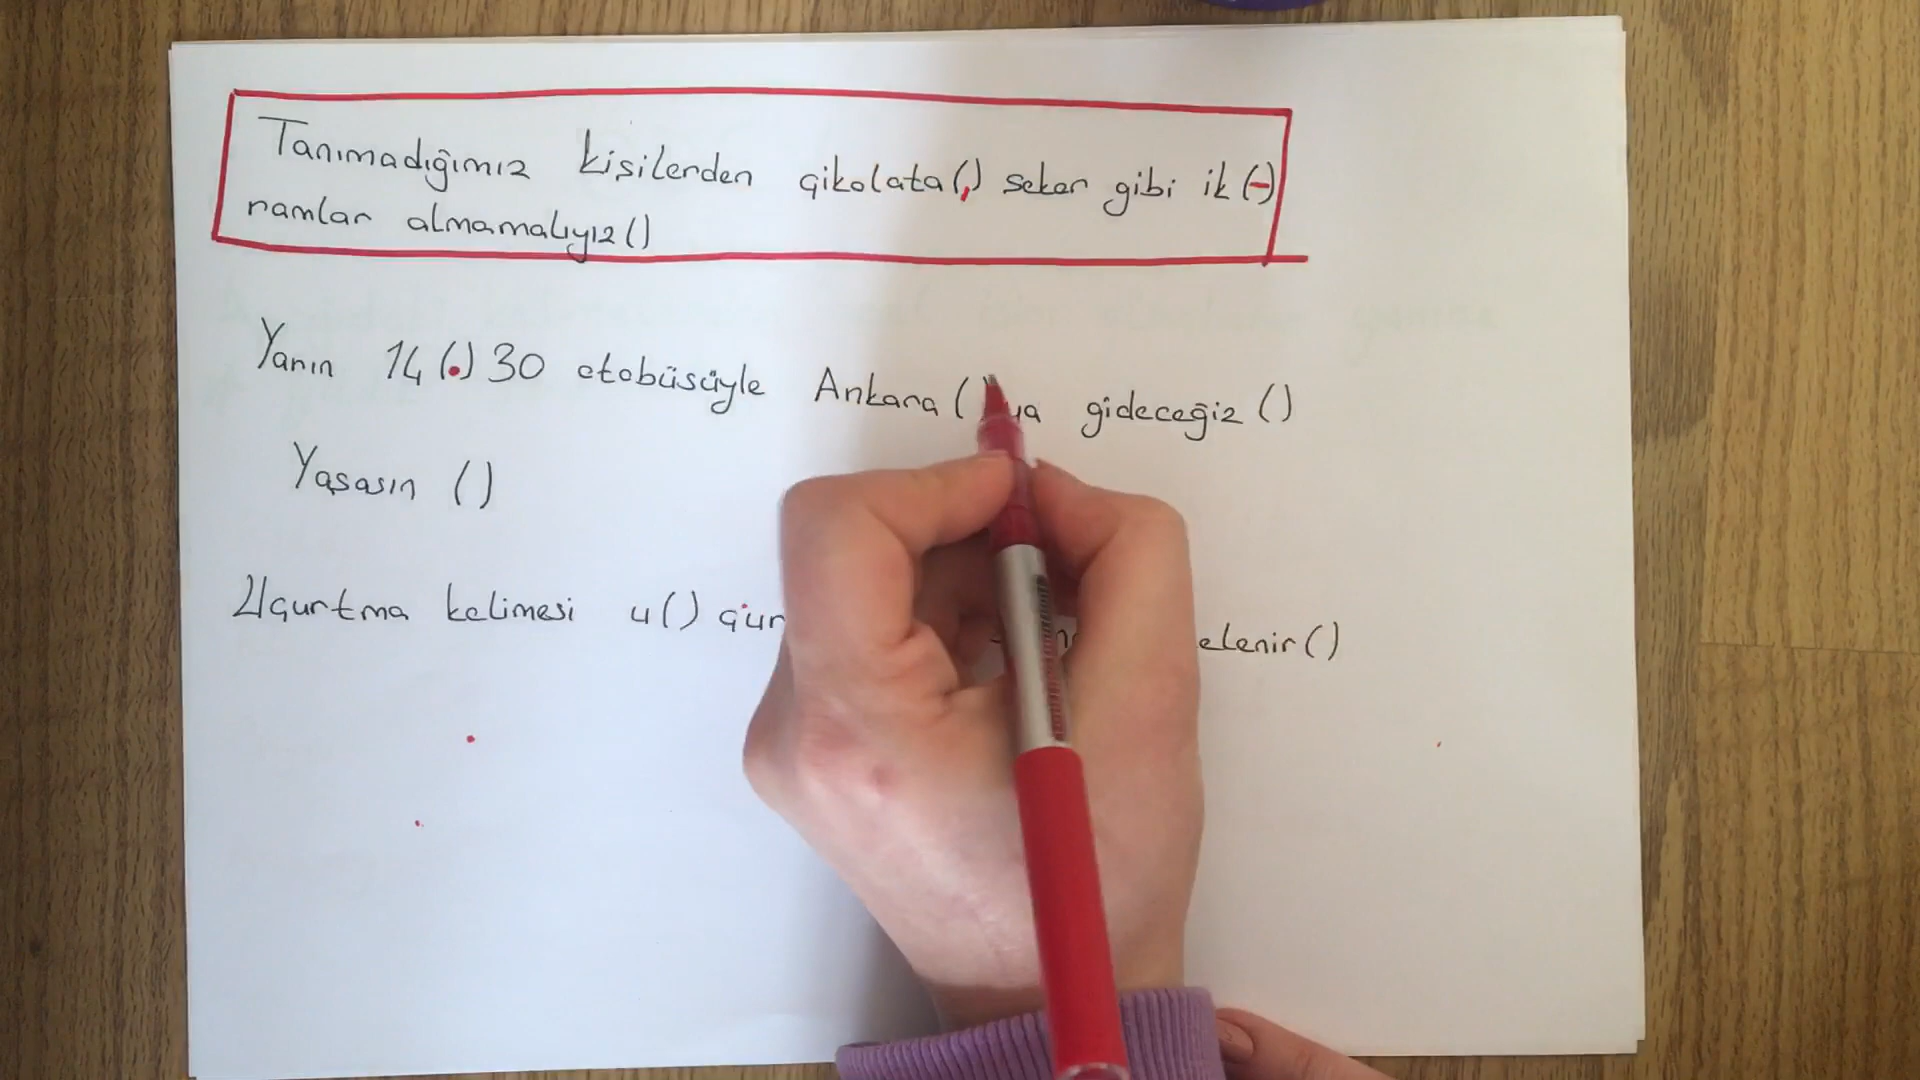 Tanımadığımız kişilerden çikolata(,) seker gibi ik(-)
ramlar almamalıyız()
Yarın 14(.)30 otobüsüyle Ankara()ya gideceğiz()
Yaşasın ()
Uçurtma kelimesi u()çur elenir()